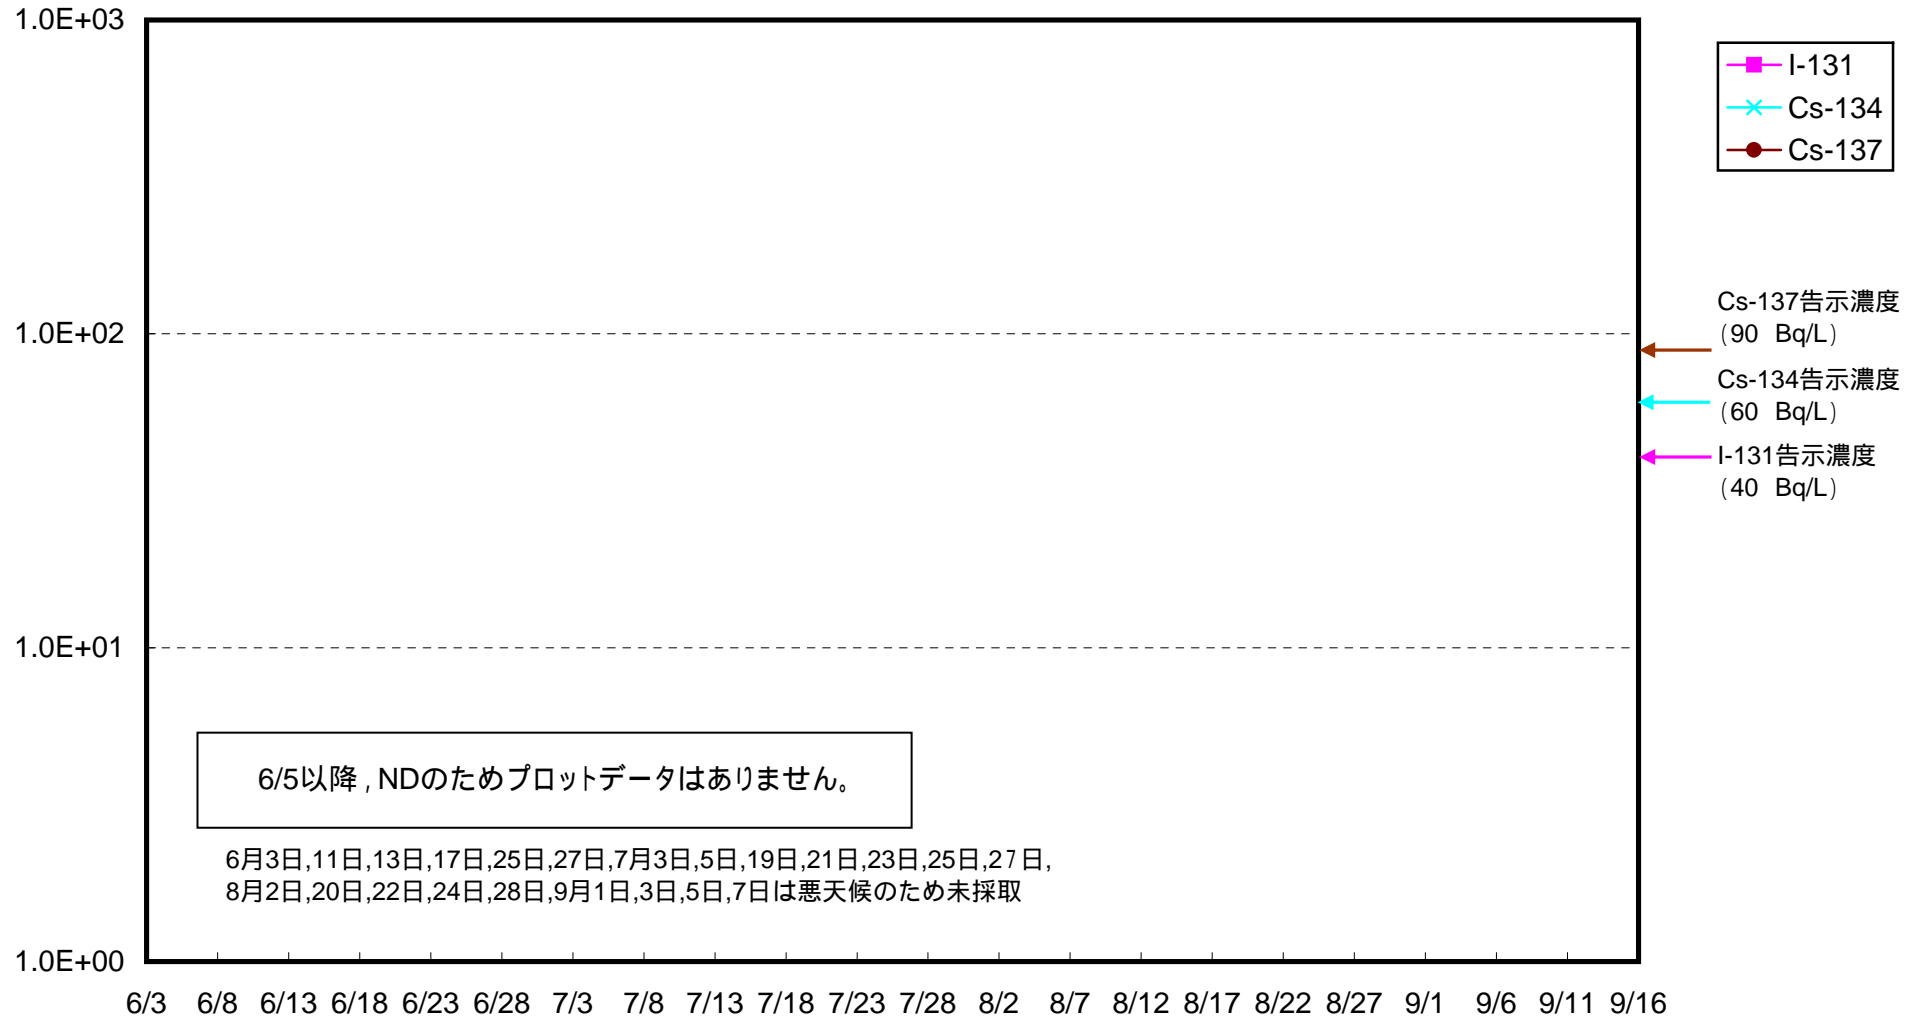 1.0E+03
1.0E+02
1.0E+01
1.0E+00
I-131
Cs-134
Cs-137
Cs-137告示濃度
(90 Bq/L)
Cs-134告示濃度
(60 Bq/L)
I-131告示濃度
(40 Bq/L)
6/5以降,NDのためプロットデータはありません。
6月3日,11日,13日,17日,25日,27日,7月3日,5日,19日,21日,23日,25日,27日,
8月2日,20日,22日,24日,28日,9月1日,3日,5日,7日は悪天候のため未採取
6/3 6/8 6/13 6/18 6/23 6/28 7/3 7/8 7/13 7/18 7/23 7/28 8/2 8/7 8/12 8/17 8/22 8/27 9/1 9/6 9/11 9/16